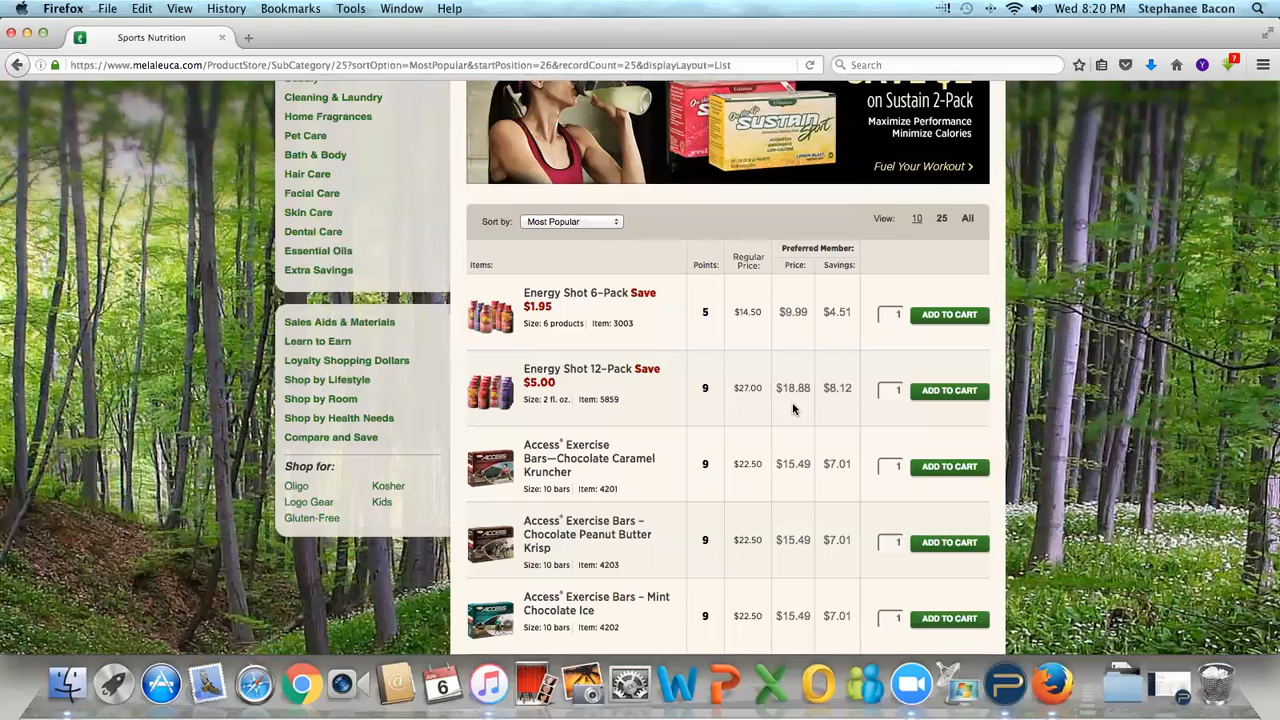 Firefox File Edit View History Bookmarks Tools Window Help Wed 8:20 PM Stephanee Bacon
Sports Nutrition
https://www.melaleuca.com/ProductStore/SubCategory/25?sortOption=MostPopular&startPosition=26&recordCount=25&displayLayout=List
Search
7
Cleaning & Laundry
Home Fragrances
Pet Care
Bath & Body
Hair Care
Facial Care
Skin Care
Dental Care
Essential Oils
Extra Savings
Sales Aids & Materials
Learn to Earn
Loyalty Shopping Dollars
Shop by Lifestyle
Shop by Room
Shop by Health Needs
Compare and Save
Shop for:
Oligo Kosher
Logo Gear Kids
Gluten-Free
on Sustain 2-Pack
Maximize Performance
Minimize Calories
Fuel Your Workout >
SUSTAIN
Sport
Sort by: Most Popular View: 10 25 All
Preferred Member:
Items: Points: Regular Price: Price: Savings:
Energy Shot 6-Pack Save
$1.95
Size: 6 products Item: 3003
5 $14.50 $9.99 $4.51 1 ADD TO CART
Energy Shot 12-Pack Save
$5.00
Size: 2 fl. oz. Item: 5859
9 $27.00 $18.88 $8.12 1 ADD TO CART
Access® Exercise
Bars—Chocolate Caramel
Kruncher
Size: 10 bars Item: 4201
9 $22.50 $15.49 $7.01 1 ADD TO CART
Access® Exercise Bars –
Chocolate Peanut Butter
Krisp
Size: 10 bars Item: 4203
9 $22.50 $15.49 $7.01 1 ADD TO CART
Access® Exercise Bars – Mint
Chocolate Ice
Size: 10 bars Item: 4202
9 $22.50 $15.49 $7.01 1 ADD TO CART
JUN
6